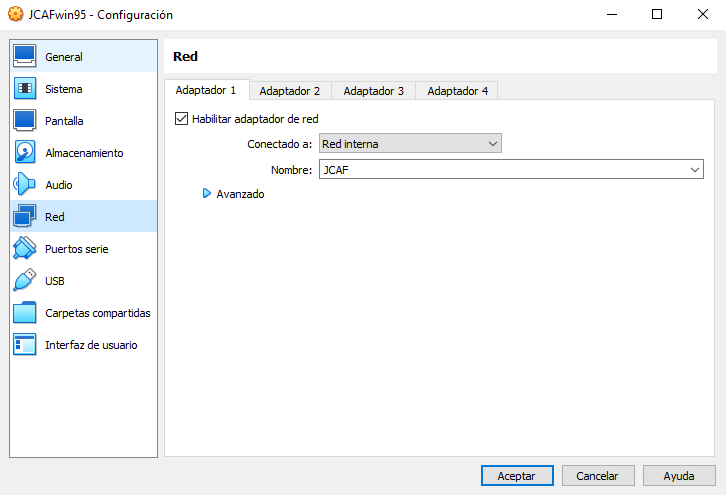 JCAFwin95 - Configuración
General
Sistema
Pantalla
Almacenamiento
Audio
Red
Puertos serie
USB
Carpetas compartidas
Interfaz de usuario
Red
Adaptador 1 Adaptador 2 Adaptador 3 Adaptador 4
Habilitar adaptador de red
Conectado a: Red interna
Nombre: JCAF
Avanzado
Aceptar Cancelar Ayuda